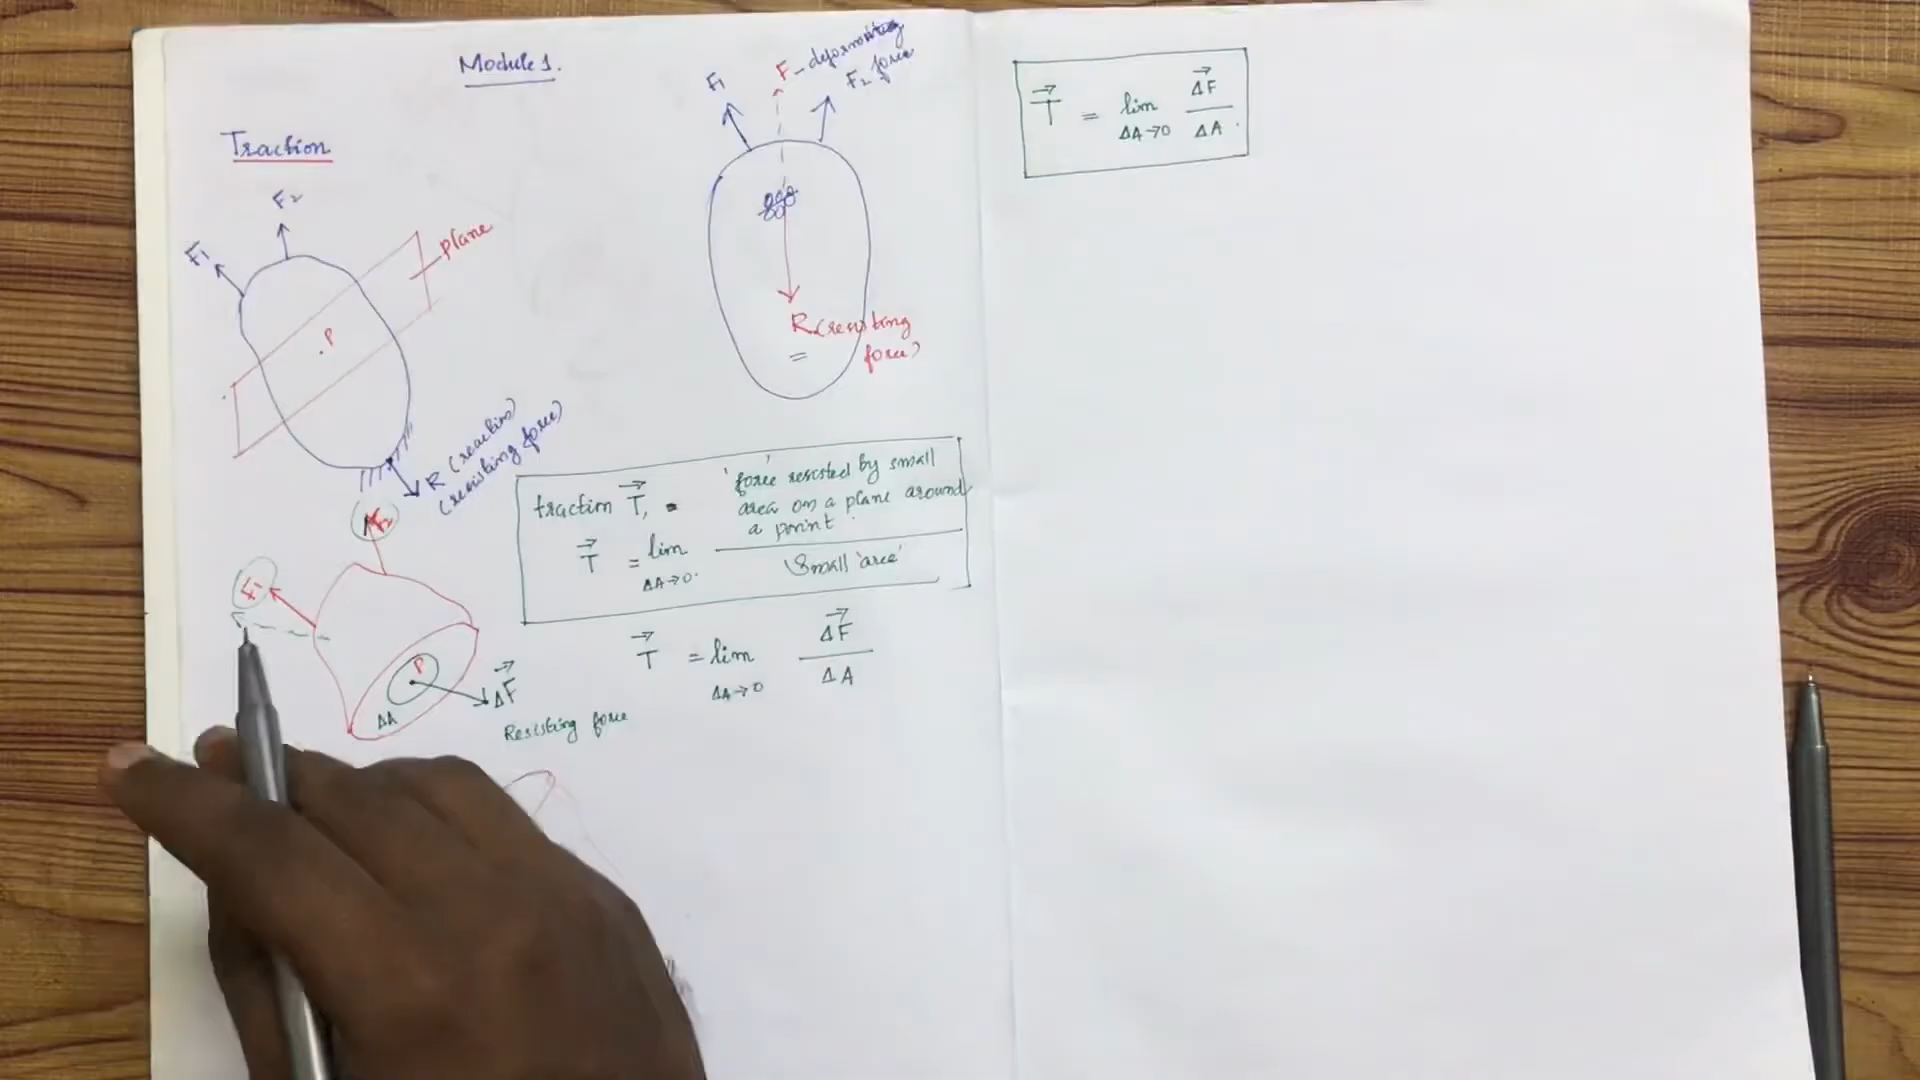 Module 1.
Traction
F₂
F₁
plane
P
R (reaction)
(resisting force)
F₁
F - deforming
F₂ force
R (resisting
force)
=
traction T⃗,
'force' resisted by small
area on a plane around
a point
T⃗ = lim
ΔA→0
Small 'area'
F₂
F₁
P
ΔA
ΔF⃗
Resisting force
T⃗ = lim ΔF⃗
ΔA→0 ΔA
T⃗ = lim ΔF⃗
ΔA→0 ΔA.